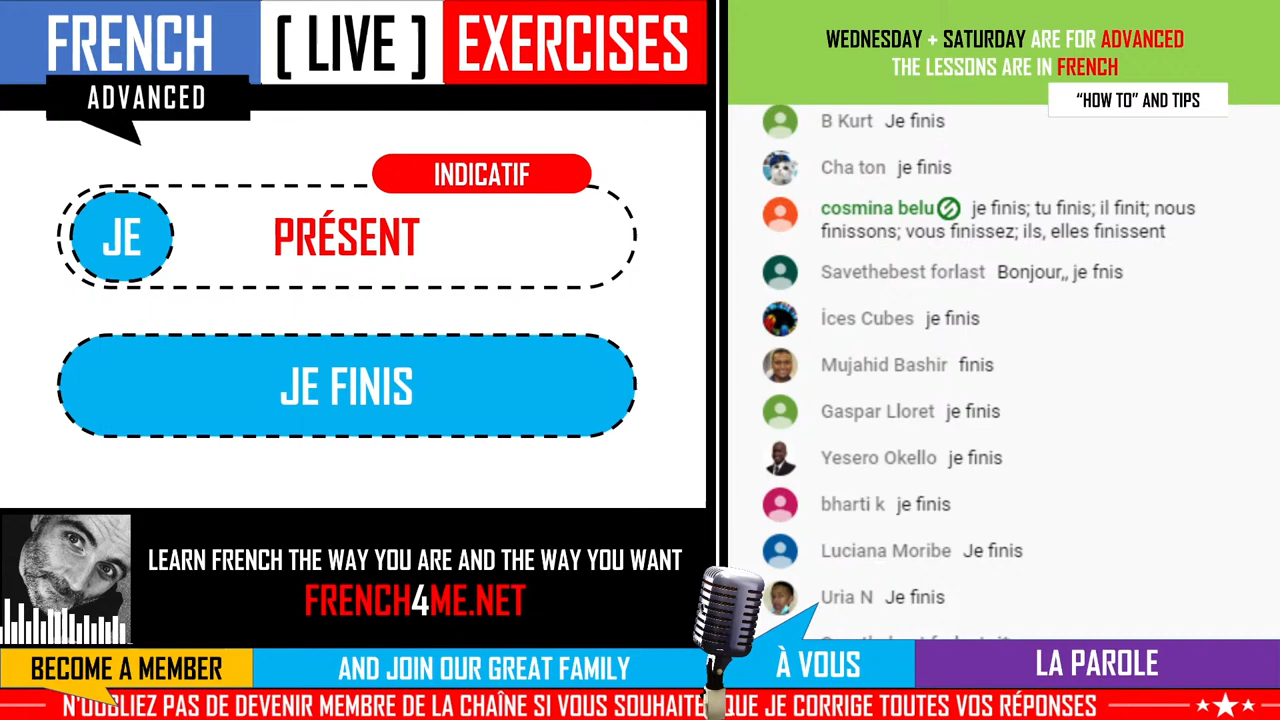 FRENCH [ LIVE ] EXERCISES
ADVANCED
INDICATIF
JE PRÉSENT
JE FINIS
LEARN FRENCH THE WAY YOU ARE AND THE WAY YOU WANT
FRENCH4ME.NET
BECOME A MEMBER AND JOIN OUR GREAT FAMILY
WEDNESDAY + SATURDAY ARE FOR ADVANCED
THE LESSONS ARE IN FRENCH
“HOW TO” AND TIPS
B Kurt Je finis
Cha ton je finis
cosmina belu je finis; tu finis; il finit; nous
finissons; vous finissez; ils, elles finissent
Savethebest forlast Bonjour,, je fnis
İces Cubes je finis
Mujahid Bashir finis
Gaspar Lloret je finis
Yesero Okello je finis
bharti k je finis
Luciana Moribe Je finis
Uria N Je finis
À VOUS LA PAROLE
N'OUBLIEZ PAS DE DEVENIR MEMBRE DE LA CHAÎNE SI VOUS SOUHAITE QUE JE CORRIGE TOUTES VOS RÉPONSES